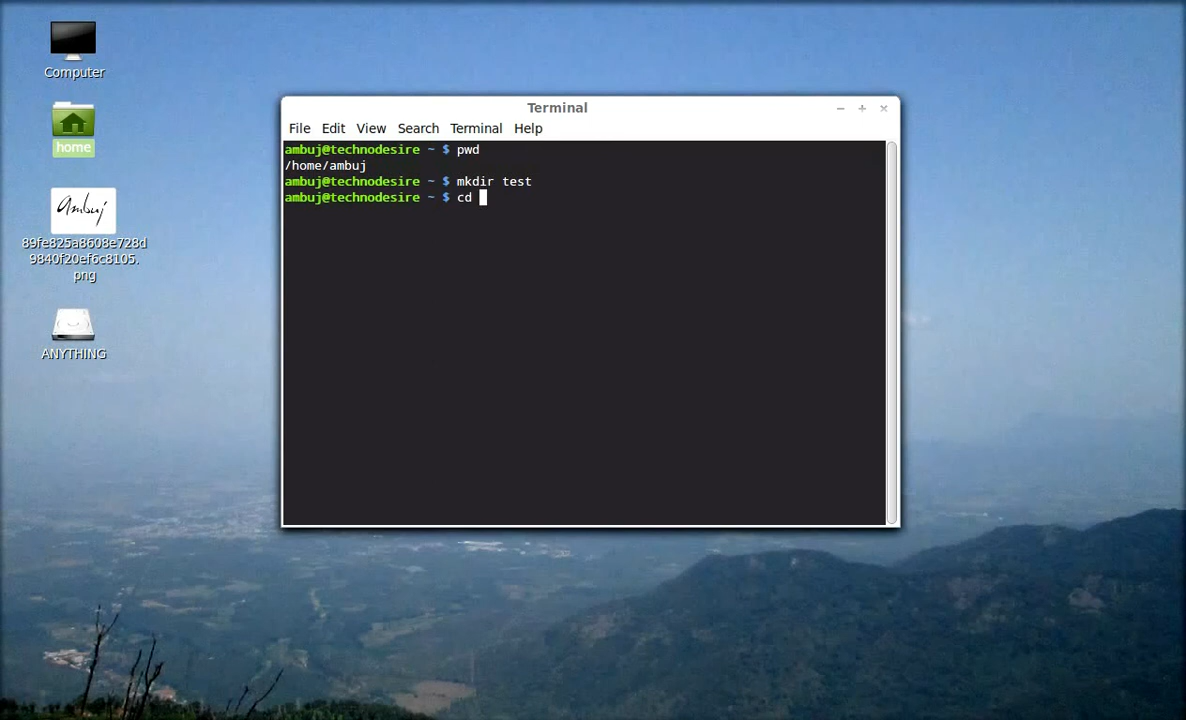 Computer
home
Ambuj
89fe825a8608e728d
9840f20ef6c8105.
png
ANYTHING
Terminal
File Edit View Search Terminal Help
ambuj@technodesire ~ $ pwd
/home/ambuj
ambuj@technodesire ~ $ mkdir test
ambuj@technodesire ~ $ cd